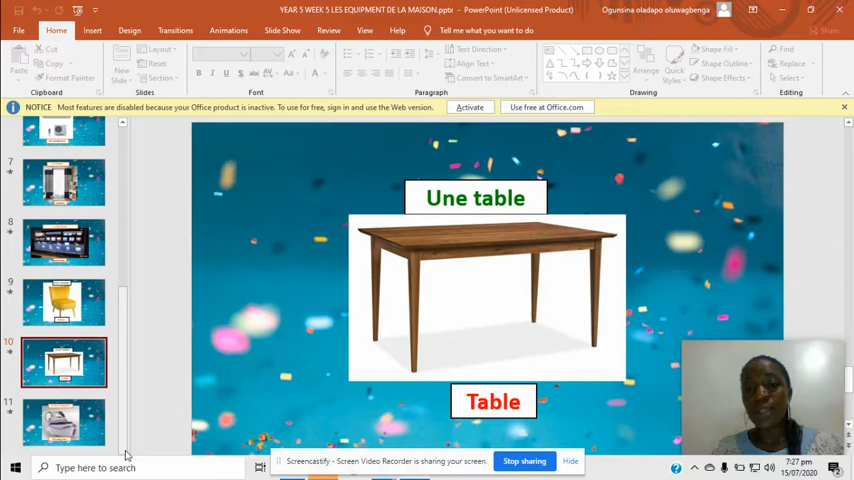 YEAR 5 WEEK 5 LES EQUIPMENT DE LA MAISON.pptx - PowerPoint (Unlicensed Product)
Ogunsina oladapo oluwagbenga
File Home Insert Design Transitions Animations Slide Show Review View Help Tell me what you want to do Share
Cut
Copy
Format Painter
Paste
Clipboard
New Slide
Layout
Reset
Section
Slides
Font
Text Direction
Align Text
Convert to SmartArt
Paragraph
Arrange
Quick Styles
Shape Fill
Shape Outline
Shape Effects
Drawing
Find
Replace
Select
Editing
NOTICE Most features are disabled because your Office product is inactive. To use for free, sign in and use the Web version. Activate Use free at Office.com
7
8
9
10
11
Une table
Table
Screencastify - Screen Video Recorder is sharing your screen. Stop sharing Hide
Type here to search
7:27 pm
15/07/2020
2